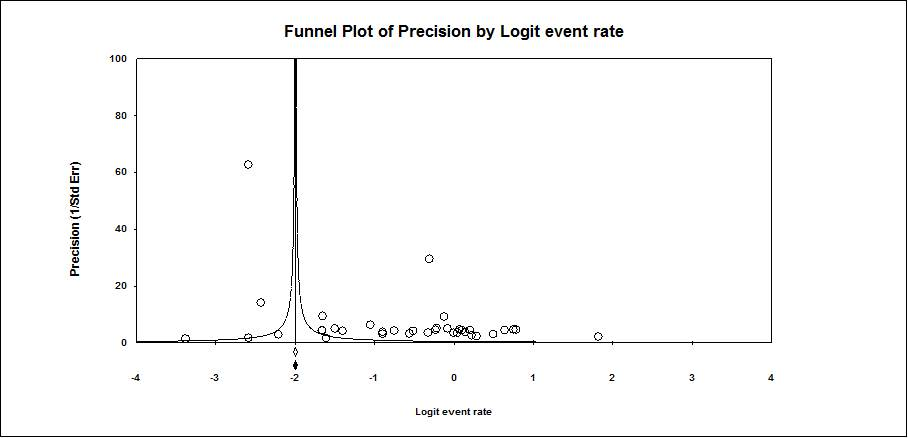 Funnel Plot of Precision by Logit event rate
100
80
60
40
20
0
Precision (1/Std Err)
-4 -3 -2 -1 0 1 2 3 4
Logit event rate